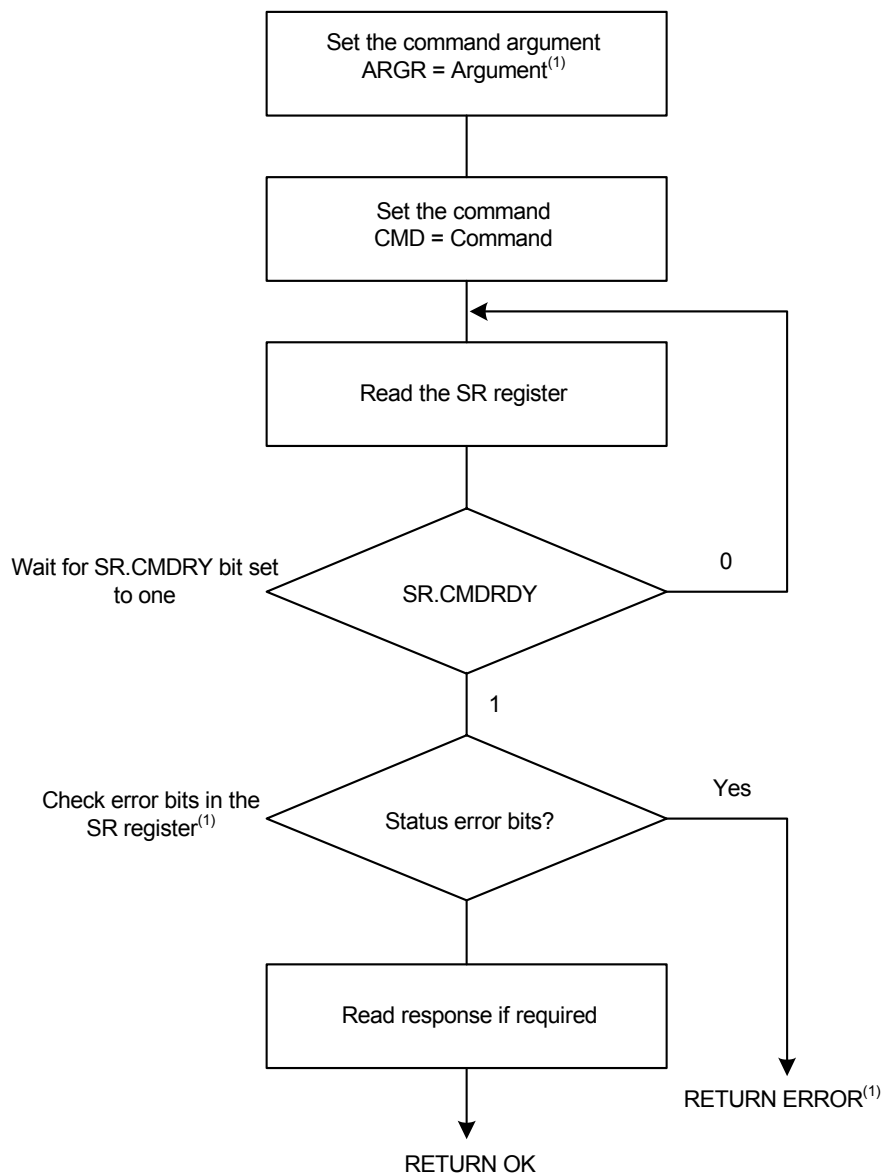 Set the command argument
ARGR = Argument(1)
Set the command
CMD = Command
Read the SR register
Wait for SR.CMDRY bit set
to one
SR.CMDRDY
0
1
Check error bits in the
SR register(1)
Status error bits?
Yes
Read response if required
RETURN ERROR(1)
RETURN OK